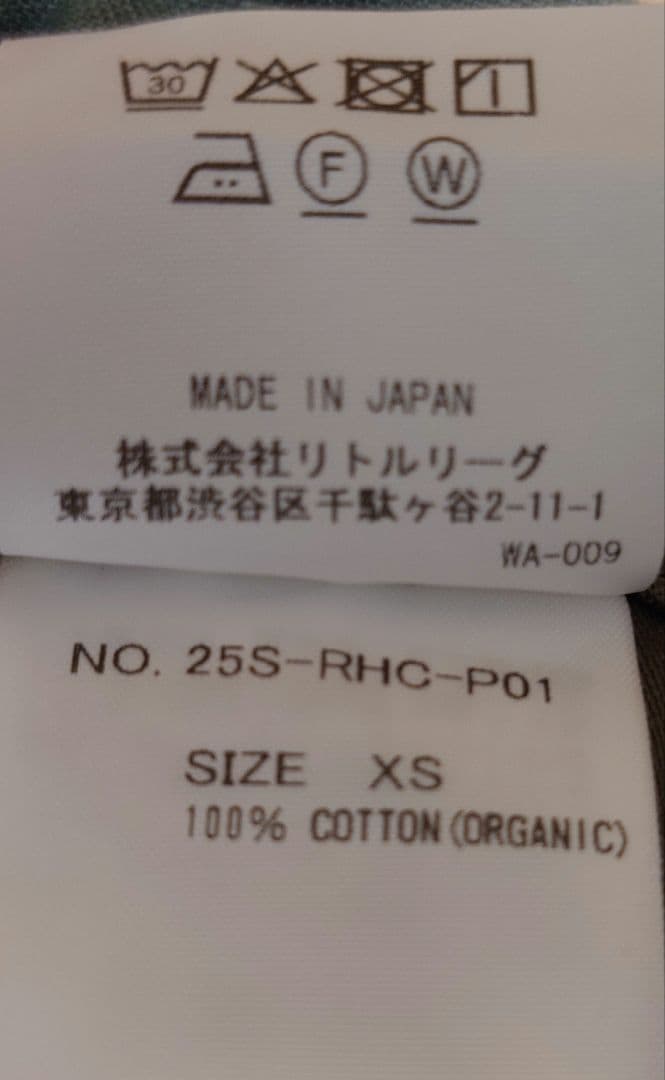 30
F W
MADE IN JAPAN
株式会社リトルリーグ
東京都渋谷区千駄ヶ谷2-11-1
WA-009
NO. 25S-RHC-P01
SIZE XS
100% COTTON(ORGANIC)